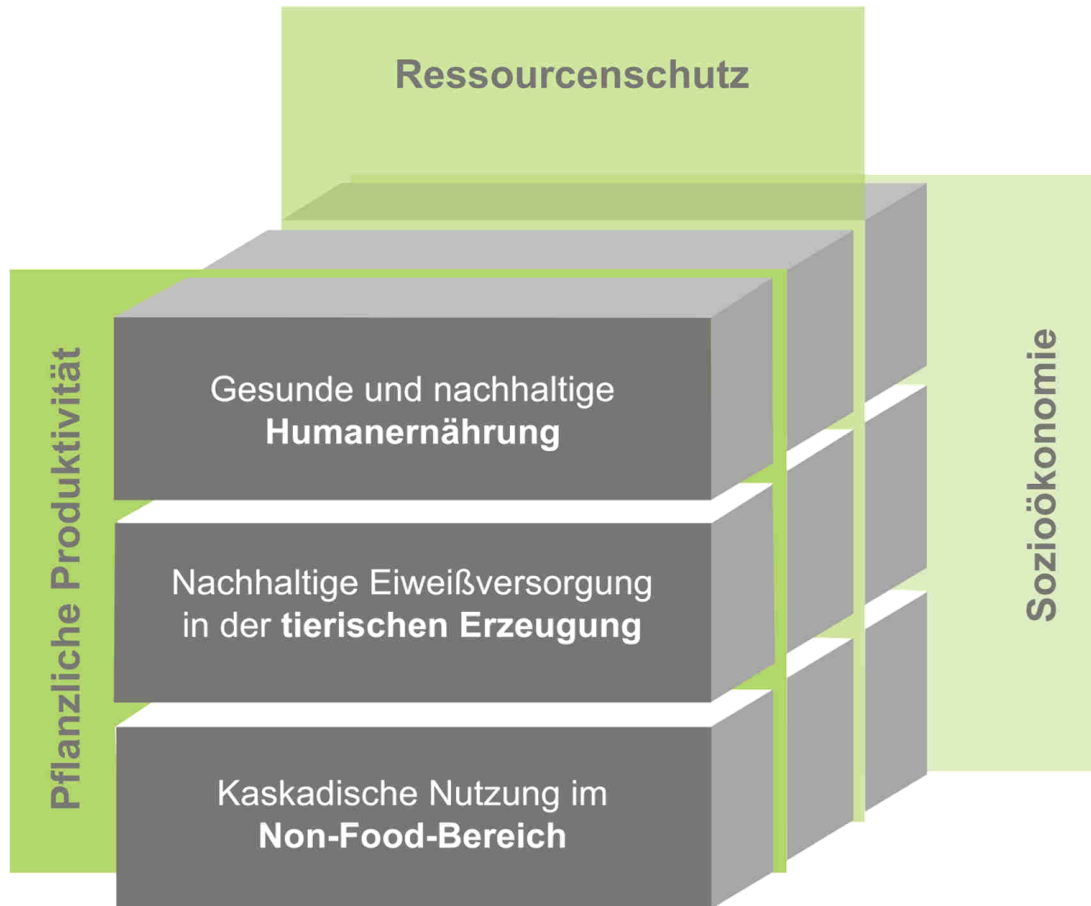 Ressourcenschutz
Pflanzliche Produktivität
Gesunde und nachhaltige
Humanernährung
Nachhaltige Eiweißversorgung
in der tierischen Erzeugung
Kaskadische Nutzung im
Non-Food-Bereich
Sozioökonomie